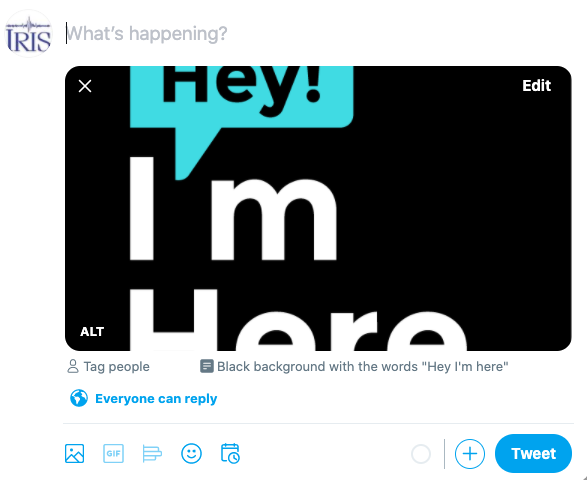 IRIS
What's happening?
Hey!
Edit
I'm
Here
ALT
Tag people
Black background with the words "Hey I'm here"
Everyone can reply
GIF
Tweet